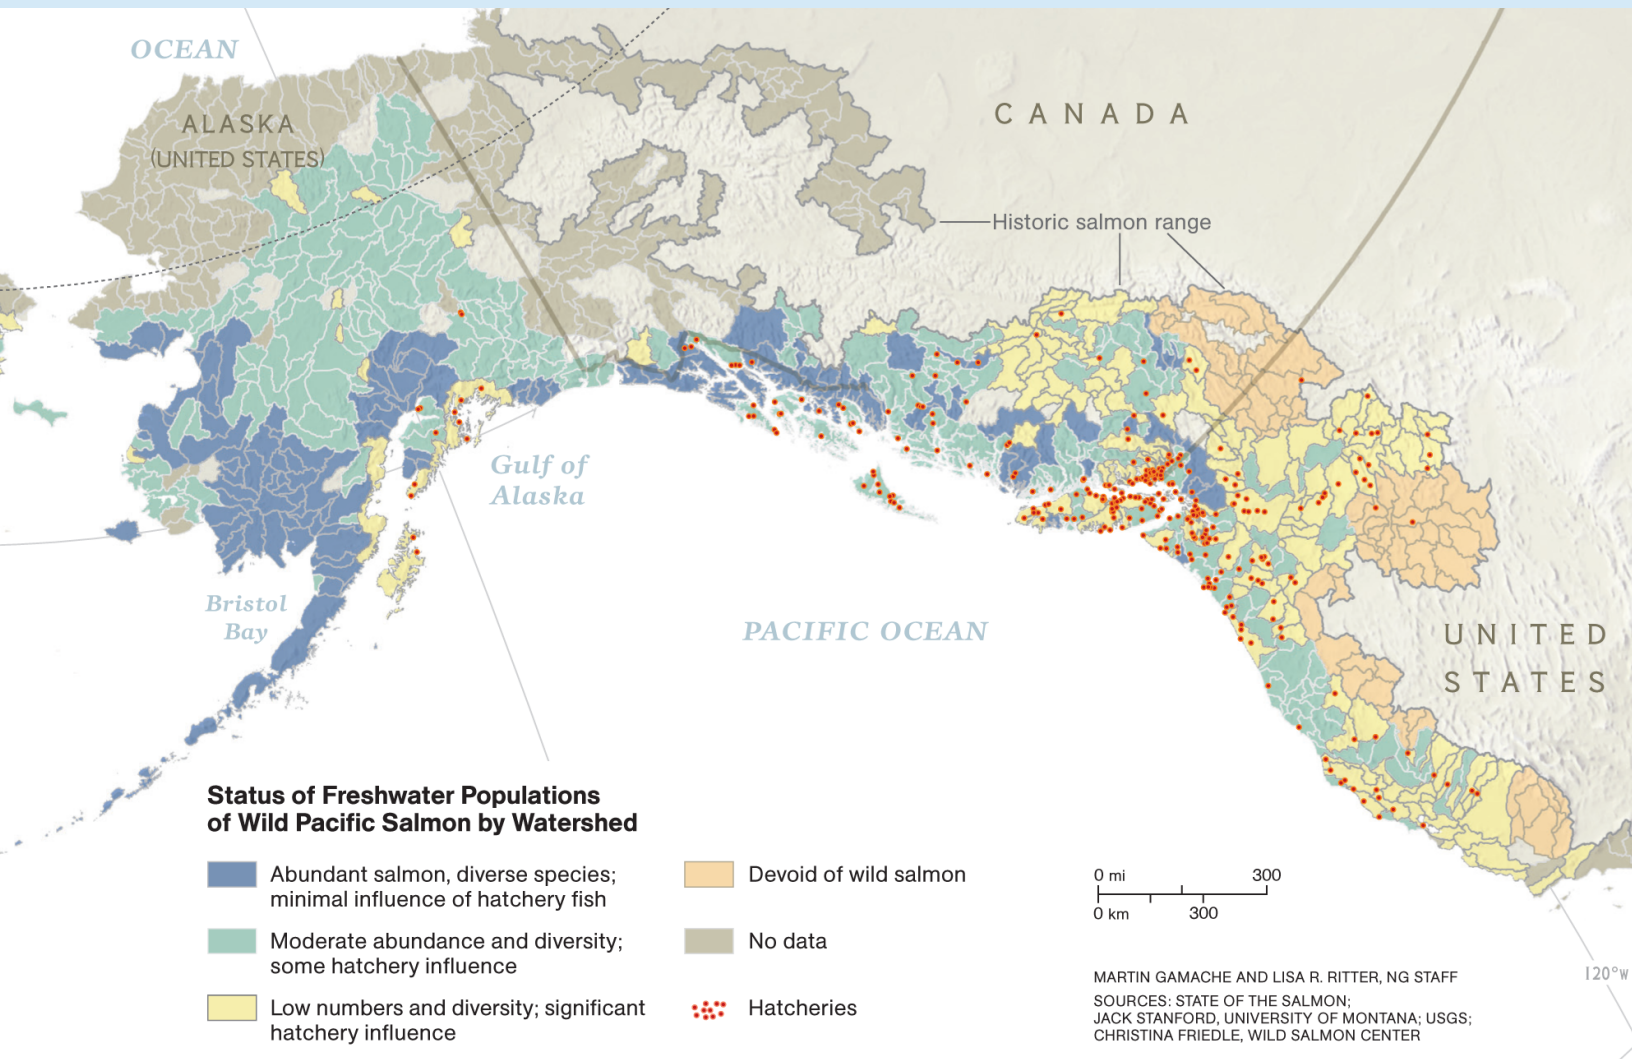 OCEAN
ALASKA
(UNITED STATES)
CANADA
Historic salmon range
Gulf of
Alaska
Bristol
Bay
PACIFIC OCEAN
UNITED
STATES
Status of Freshwater Populations
of Wild Pacific Salmon by Watershed
Abundant salmon, diverse species;
minimal influence of hatchery fish
Moderate abundance and diversity;
some hatchery influence
Low numbers and diversity; significant
hatchery influence
Devoid of wild salmon
No data
Hatcheries
0 mi 300
0 km 300
120°W
MARTIN GAMACHE AND LISA R. RITTER, NG STAFF
SOURCES: STATE OF THE SALMON;
JACK STANFORD, UNIVERSITY OF MONTANA; USGS;
CHRISTINA FRIEDLE, WILD SALMON CENTER